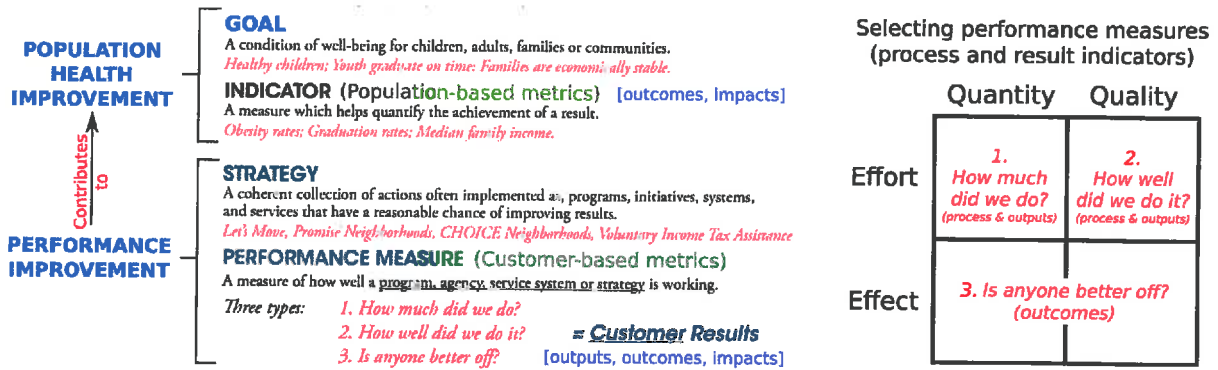 POPULATION
HEALTH
IMPROVEMENT
Contributes
to
PERFORMANCE
IMPROVEMENT
GOAL
A condition of well-being for children, adults, families or communities.
Healthy children; Youth graduate on time: Families are economically stable.
INDICATOR (Population-based metrics) [outcomes, impacts]
A measure which helps quantify the achievement of a result.
Obesity rates; Graduation rates; Median family income.
STRATEGY
A coherent collection of actions often implemented as, programs, initiatives, systems,
and services that have a reasonable chance of improving results.
Let's Move, Promise Neighborhoods, CHOICE Neighborhoods, Voluntary Income Tax Assistance
PERFORMANCE MEASURE (Customer-based metrics)
A measure of how well a program, agency, service system or strategy is working.
Three types: 1. How much did we do?
2. How well did we do it? = Customer Results
3. Is anyone better off? [outputs, outcomes, impacts]
Selecting performance measures
(process and result indicators)
Quantity Quality
Effort
1.
How much
did we do?
(process & outputs)
2.
How well
did we do it?
(process & outputs)
Effect
3. Is anyone better off?
(outcomes)